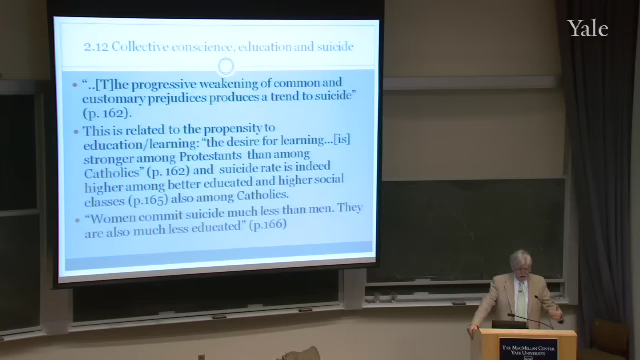 Yale
2.12 Collective conscience, education and suicide
“..[T]he progressive weakening of common and
customary prejudices produces a trend to suicide”
(p. 162).
This is related to the propensity to
education/learning: “the desire for learning...[is]
stronger among Protestants than among
Catholics” (p. 162) and suicide rate is indeed
higher among better educated and higher social
classes (p.165) also among Catholics.
“Women commit suicide much less than men. They
are also much less educated” (p.166)
THE MACMILLAN CENTER
YALE UNIVERSITY